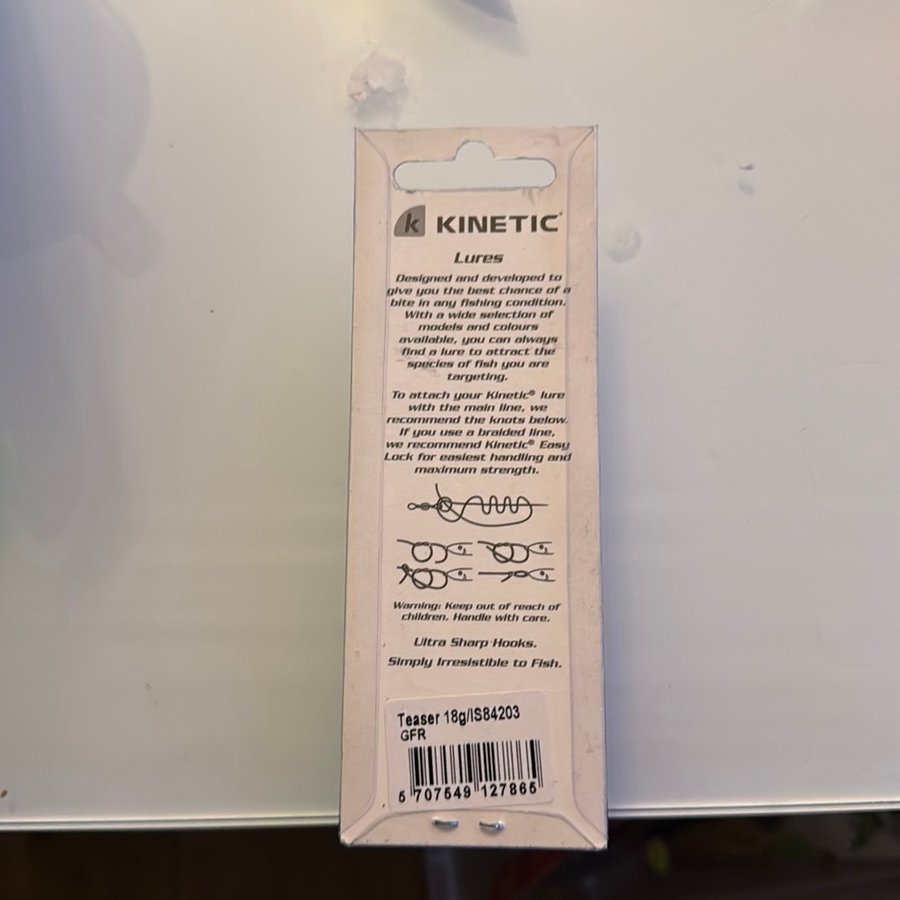 k KINETIC®
Lures
Designed and developed to
give you the best chance of a
bite in any fishing condition.
With a wide selection of
models and colours
available, you can always
find a lure to attract the
species of fish you are
targeting.
To attach your Kinetic® lure
with the main line, we
recommend the knots below.
If you use a braided line,
we recommend Kinetic® Easy
Lock for easiest handling and
maximum strength.
Warning: Keep out of reach of
children. Handle with care.
Ultra Sharp Hooks.
Simply Irresistible to Fish.
Teaser 18g/IS84203
GFR
5 707549 127865